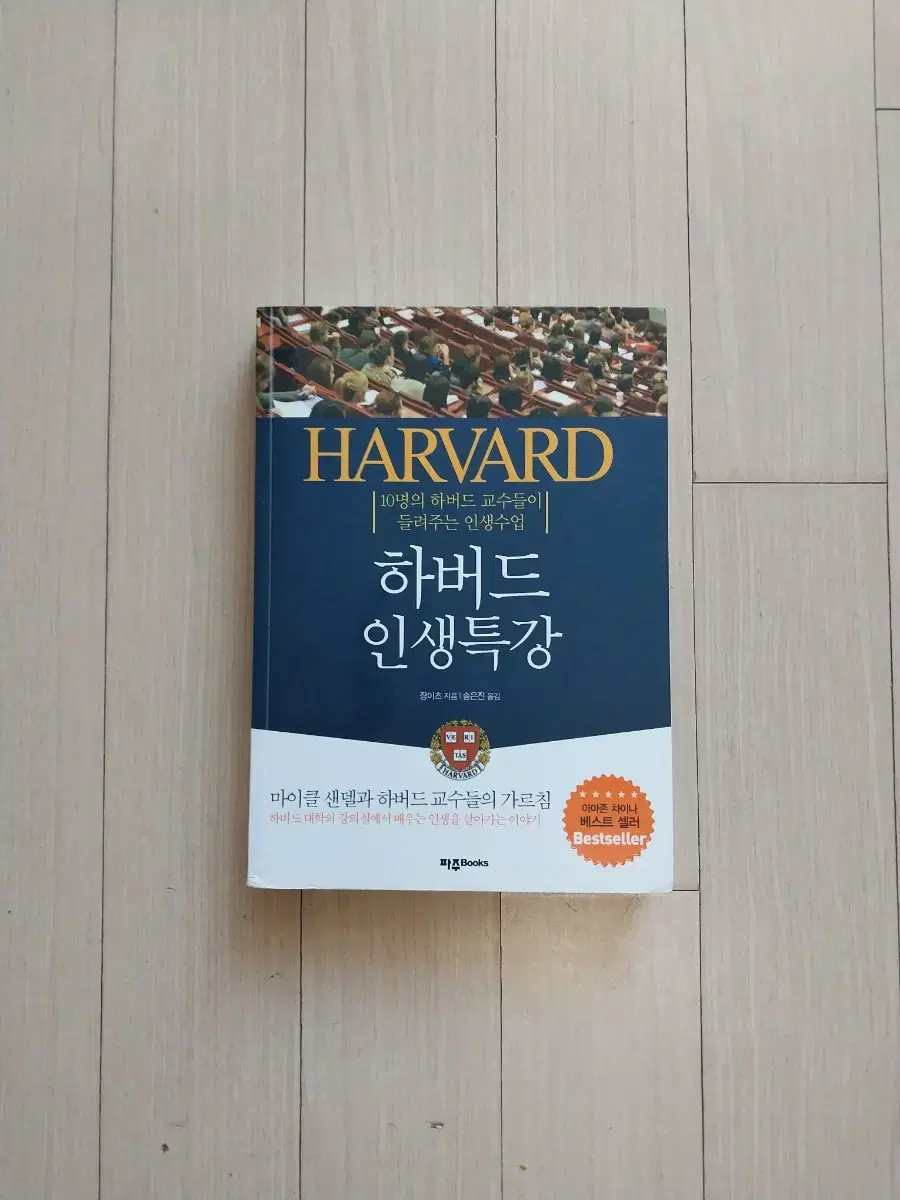 HARVARD
10명의 하버드 교수들이
들려주는 인생수업
하버드
인생특강
장이츠 지음 | 송은진 옮김
VE RI
TAS
HARVARD
마이클 샌델과 하버드 교수들의 가르침
하버드 대학의 강의실에서 배우는 인생을 살아가는 이야기
아마존 차이나
베스트 셀러
Bestseller
파주Books